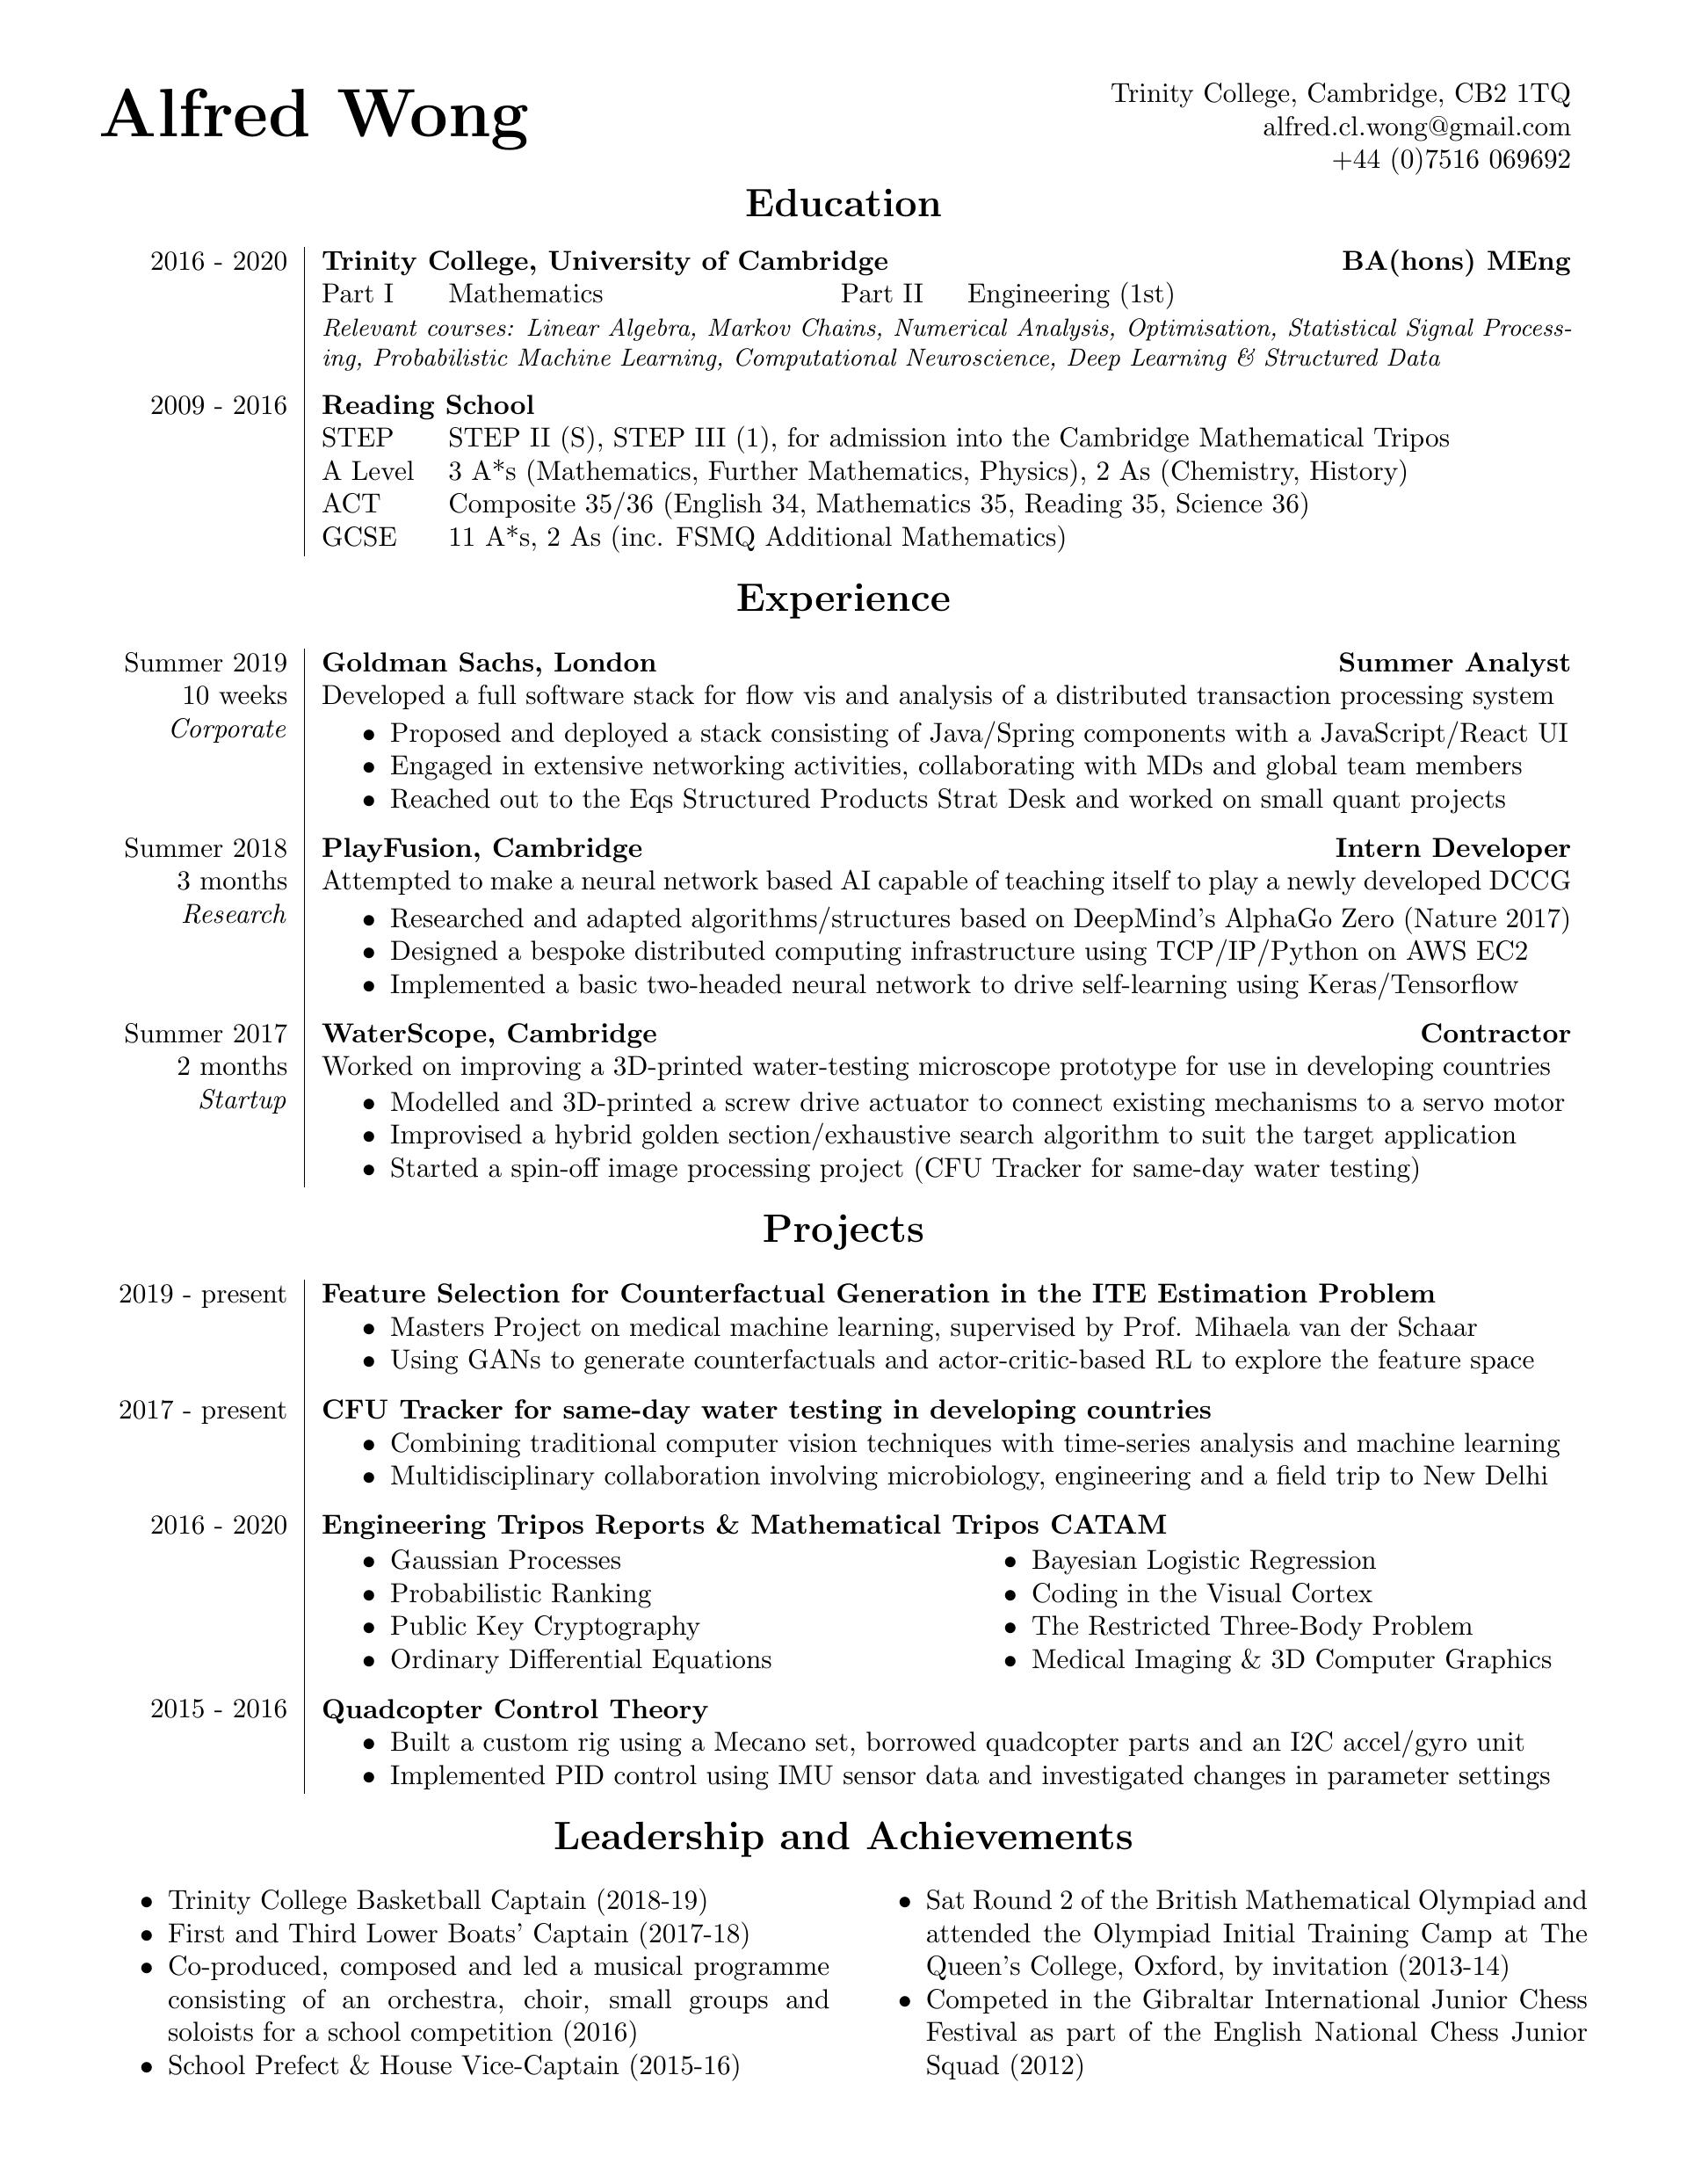 Alfred Wong
Trinity College, Cambridge, CB2 1TQ
alfred.cl.wong@gmail.com
+44 (0)7516 069692
Education
2016 - 2020 Trinity College, University of Cambridge BA(hons) MEng
Part I Mathematics Part II Engineering (1st)
Relevant courses: Linear Algebra, Markov Chains, Numerical Analysis, Optimisation, Statistical Signal Process-
ing, Probabilistic Machine Learning, Computational Neuroscience, Deep Learning & Structured Data
2009 - 2016 Reading School
STEP STEP II (S), STEP III (1), for admission into the Cambridge Mathematical Tripos
A Level 3 A*s (Mathematics, Further Mathematics, Physics), 2 As (Chemistry, History)
ACT Composite 35/36 (English 34, Mathematics 35, Reading 35, Science 36)
GCSE 11 A*s, 2 As (inc. FSMQ Additional Mathematics)
Experience
Summer 2019 Goldman Sachs, London Summer Analyst
10 weeks Developed a full software stack for flow vis and analysis of a distributed transaction processing system
Corporate • Proposed and deployed a stack consisting of Java/Spring components with a JavaScript/React UI
• Engaged in extensive networking activities, collaborating with MDs and global team members
• Reached out to the Eqs Structured Products Strat Desk and worked on small quant projects
Summer 2018 PlayFusion, Cambridge Intern Developer
3 months Attempted to make a neural network based AI capable of teaching itself to play a newly developed DCCG
Research • Researched and adapted algorithms/structures based on DeepMind's AlphaGo Zero (Nature 2017)
• Designed a bespoke distributed computing infrastructure using TCP/IP/Python on AWS EC2
• Implemented a basic two-headed neural network to drive self-learning using Keras/Tensorflow
Summer 2017 WaterScope, Cambridge Contractor
2 months Worked on improving a 3D-printed water-testing microscope prototype for use in developing countries
Startup • Modelled and 3D-printed a screw drive actuator to connect existing mechanisms to a servo motor
• Improvised a hybrid golden section/exhaustive search algorithm to suit the target application
• Started a spin-off image processing project (CFU Tracker for same-day water testing)
Projects
2019 - present Feature Selection for Counterfactual Generation in the ITE Estimation Problem
• Masters Project on medical machine learning, supervised by Prof. Mihaela van der Schaar
• Using GANs to generate counterfactuals and actor-critic-based RL to explore the feature space
2017 - present CFU Tracker for same-day water testing in developing countries
• Combining traditional computer vision techniques with time-series analysis and machine learning
• Multidisciplinary collaboration involving microbiology, engineering and a field trip to New Delhi
2016 - 2020 Engineering Tripos Reports & Mathematical Tripos CATAM
• Gaussian Processes
• Probabilistic Ranking
• Public Key Cryptography
• Ordinary Differential Equations
• Bayesian Logistic Regression
• Coding in the Visual Cortex
• The Restricted Three-Body Problem
• Medical Imaging & 3D Computer Graphics
2015 - 2016 Quadcopter Control Theory
• Built a custom rig using a Mecano set, borrowed quadcopter parts and an I2C accel/gyro unit
• Implemented PID control using IMU sensor data and investigated changes in parameter settings
Leadership and Achievements
• Trinity College Basketball Captain (2018-19)
• First and Third Lower Boats' Captain (2017-18)
• Co-produced, composed and led a musical programme
consisting of an orchestra, choir, small groups and
soloists for a school competition (2016)
• School Prefect & House Vice-Captain (2015-16)
• Sat Round 2 of the British Mathematical Olympiad and
attended the Olympiad Initial Training Camp at The
Queen's College, Oxford, by invitation (2013-14)
• Competed in the Gibraltar International Junior Chess
Festival as part of the English National Chess Junior
Squad (2012)